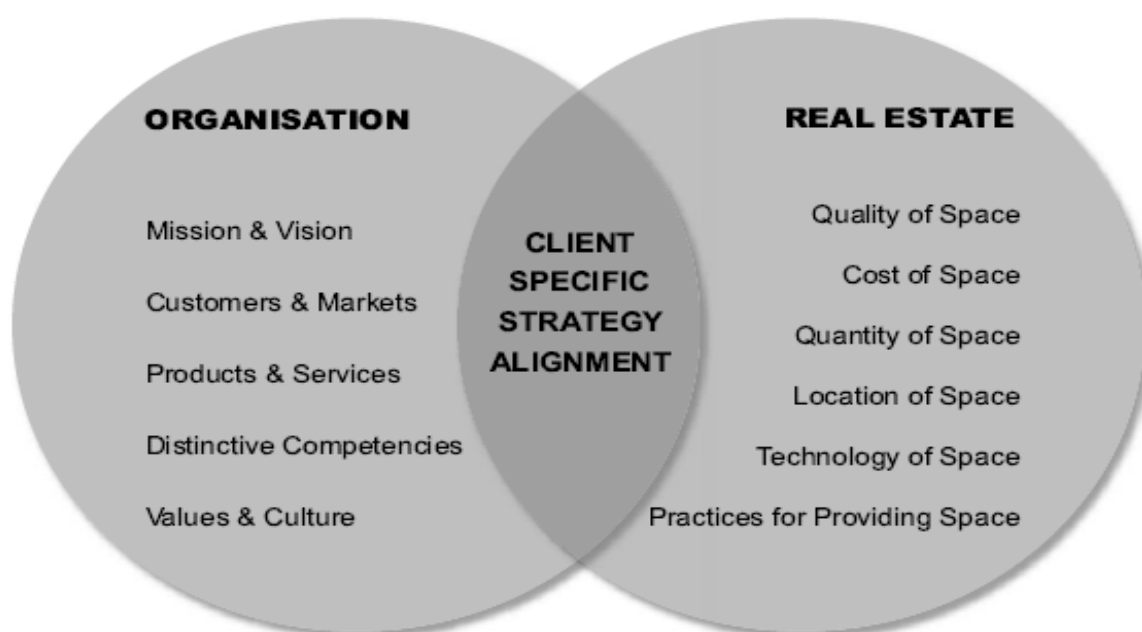 ORGANISATION
Mission & Vision
Customers & Markets
Products & Services
Distinctive Competencies
Values & Culture
CLIENT
SPECIFIC
STRATEGY
ALIGNMENT
REAL ESTATE
Quality of Space
Cost of Space
Quantity of Space
Location of Space
Technology of Space
Practices for Providing Space